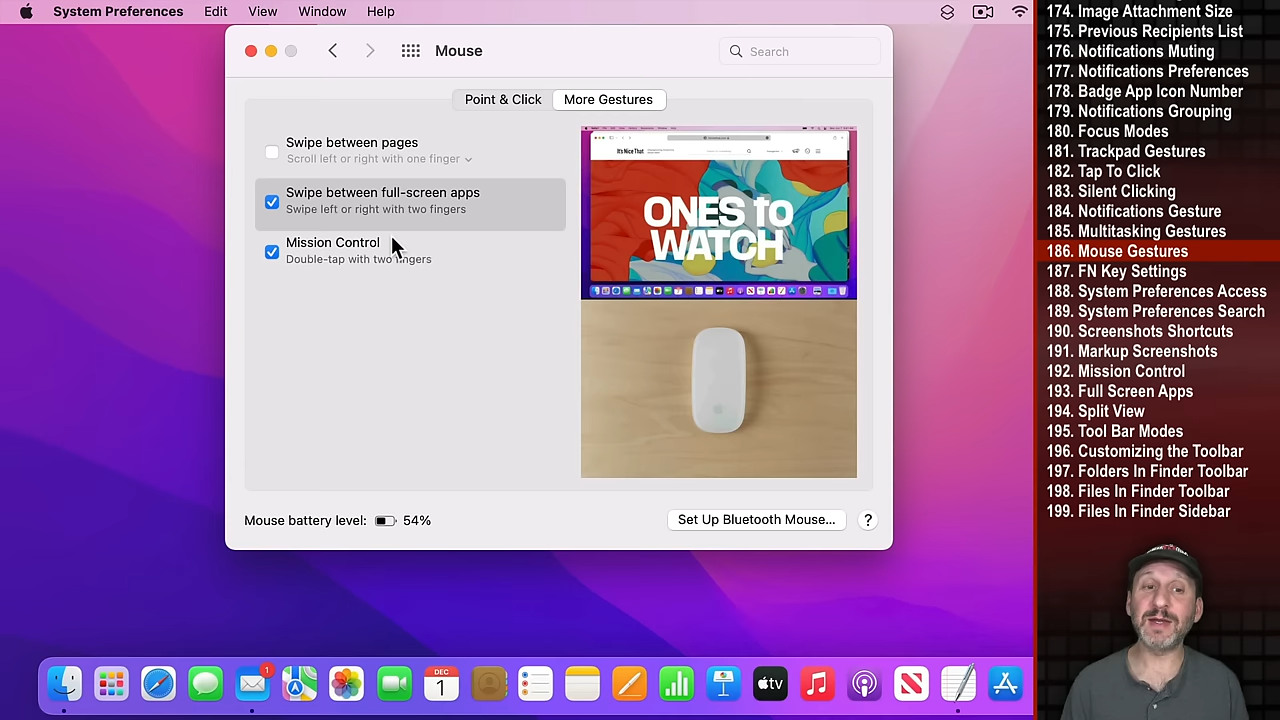 System Preferences Edit View Window Help
Mouse
Search
Point & Click More Gestures
Swipe between pages
Scroll left or right with one finger
Swipe between full-screen apps
Swipe left or right with two fingers
Mission Control
Double-tap with two fingers
It's Nice That
ONES to
WATCH
Mouse battery level: 54%
Set Up Bluetooth Mouse... ?
1
DEC
1
tv
174. Image Attachment Size
175. Previous Recipients List
176. Notifications Muting
177. Notifications Preferences
178. Badge App Icon Number
179. Notifications Grouping
180. Focus Modes
181. Trackpad Gestures
182. Tap To Click
183. Silent Clicking
184. Notifications Gesture
185. Multitasking Gestures
186. Mouse Gestures
187. FN Key Settings
188. System Preferences Access
189. System Preferences Search
190. Screenshots Shortcuts
191. Markup Screenshots
192. Mission Control
193. Full Screen Apps
194. Split View
195. Tool Bar Modes
196. Customizing the Toolbar
197. Folders In Finder Toolbar
198. Files In Finder Toolbar
199. Files In Finder Sidebar